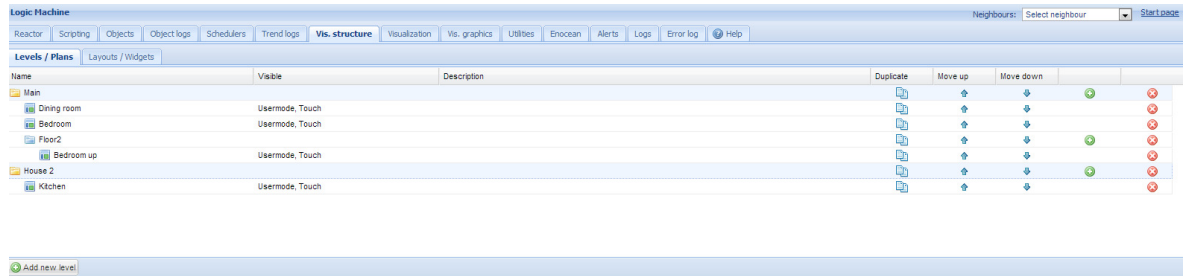 Logic Machine Neighbours: Select neighbour Start page
Reactor Scripting Objects Object logs Schedulers Trend logs Vis. structure Visualization Vis. graphics Utilities Enocean Alerts Logs Error log Help
Levels / Plans Layouts / Widgets
Name Visible Description Duplicate Move up Move down
Main
Dining room Usermode, Touch
Bedroom Usermode, Touch
Floor2
Bedroom up Usermode, Touch
House 2
Kitchen Usermode, Touch
Add new level